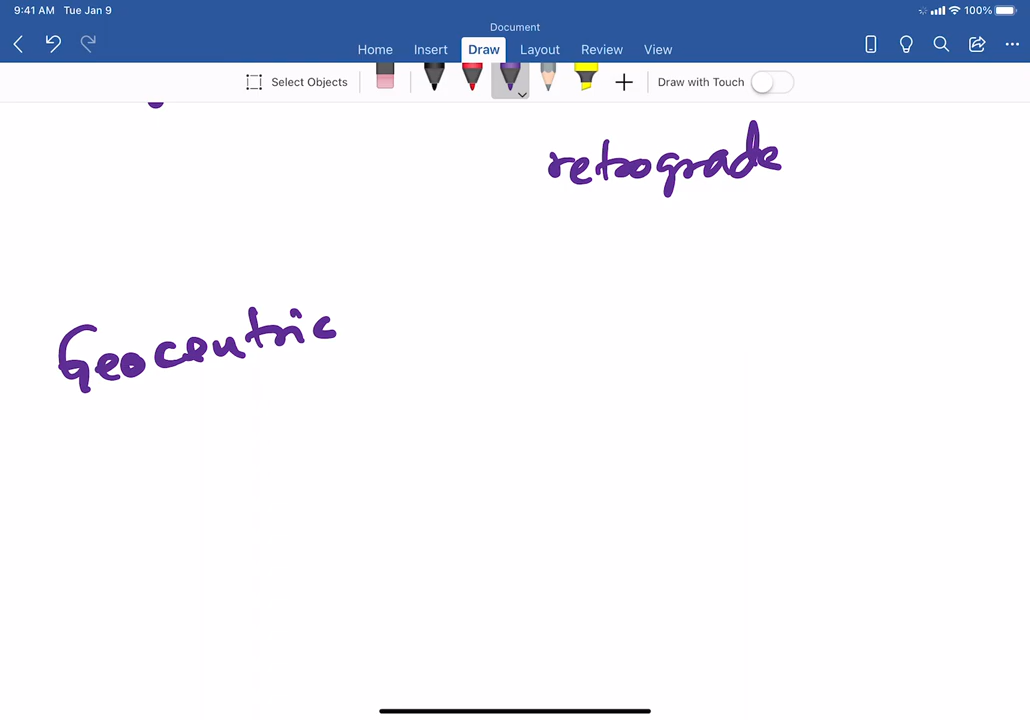 9:41 AM Tue Jan 9
100%
Document
Home Insert Draw Layout Review View
Select Objects
Draw with Touch
retrograde
Geocentric